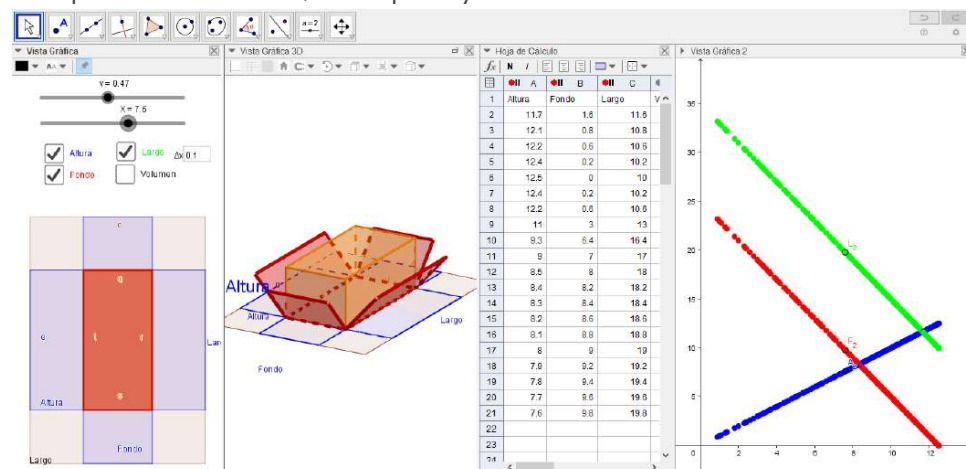 a=2
Vista Gráfica
Vista Gráfica 3D
Hoja de Cálculo
Vista Gráfica 2
AA
fx N I
Y = 0.47
X = 7.5
Altura
Largo
Δx 0.1
Fondo
Volumen
c
e
Altura
Fondo
Largo
Altura
Altura
Largo
Fondo
A B C
1 Altura Fondo Largo V
2 11.7 1.6 11.6
3 12.1 0.8 10.8
4 12.2 0.6 10.6
5 12.4 0.2 10.2
6 12.5 0 10
7 12.4 0.2 10.2
8 12.2 0.6 10.6
9 11 3 13
10 9.3 6.4 16.4
11 9 7 17
12 8.5 8 18
13 8.4 8.2 18.2
14 8.3 8.4 18.4
15 8.2 8.6 18.6
16 8.1 8.8 18.8
17 8 9 19
18 7.9 9.2 19.2
19 7.8 9.4 19.4
20 7.7 9.6 19.6
21 7.6 9.8 19.8
22
23
24
35
30
25
20
15
10
5
0 2 4 6 8 10 12
L2
F2